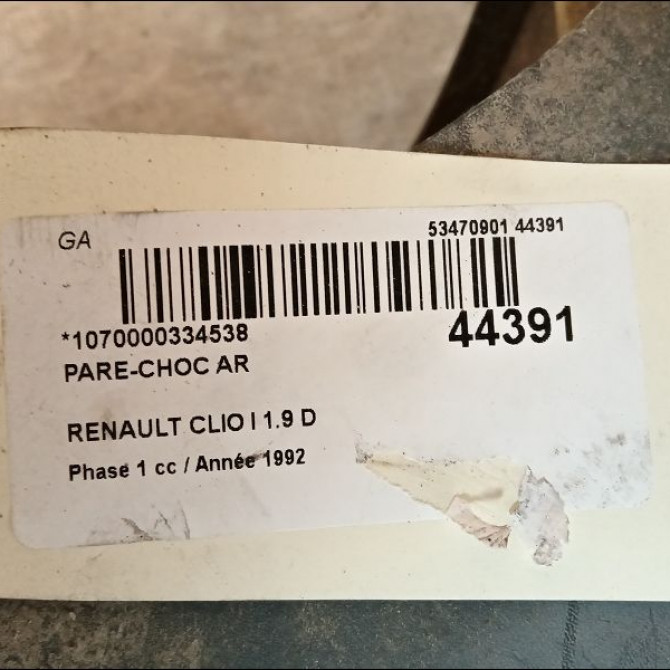 GA
53470901 44391
*1070000334538
44391
PARE-CHOC AR
RENAULT CLIO I 1.9 D
Phase 1 cc / Année 1992